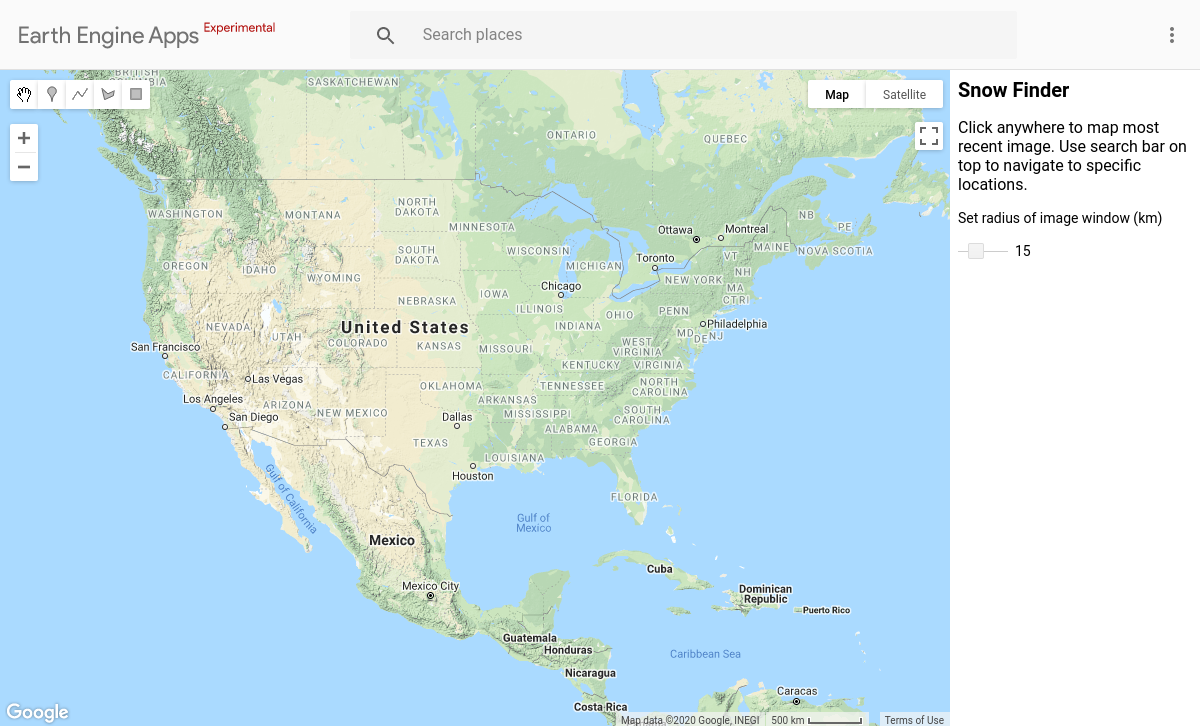 Earth Engine Apps Experimental
Search places
Map
Satellite
Snow Finder
Click anywhere to map most
recent image. Use search bar on
top to navigate to specific
locations.
Set radius of image window (km)
15
BRITISH
SASKATCHEWAN
ONTARIO
QUEBEC
WASHINGTON
MONTANA
NORTH
DAKOTA
MINNESOTA
Ottawa
Montreal
NB
PE
MAINE
NOVA SCOTIA
OREGON
IDAHO
WYOMING
SOUTH
DAKOTA
WISCONSIN
MICHIGAN
Toronto
VT
NH
NEW YORK
MA
CT RI
NEBRASKA
IOWA
Chicago
ILLINOIS
INDIANA
OHIO
PENN
Philadelphia
MD
DE
NJ
NEVADA
UTAH
COLORADO
United States
KANSAS
MISSOURI
WEST
VIRGINIA
KENTUCKY
VIRGINIA
San Francisco
CALIFORNIA
Las Vegas
Los Angeles
San Diego
ARIZONA
NEW MEXICO
OKLAHOMA
ARKANSAS
TENNESSEE
NORTH
CAROLINA
SOUTH
CAROLINA
Dallas
MISSISSIPPI
ALABAMA
GEORGIA
TEXAS
LOUISIANA
Houston
FLORIDA
Gulf of California
Gulf of
Mexico
Mexico
Mexico City
Cuba
Dominican
Republic
Puerto Rico
Guatemala
Honduras
Nicaragua
Caribbean Sea
Costa Rica
Caracas
Google
Map data ©2020 Google, INEGI
500 km
Terms of Use